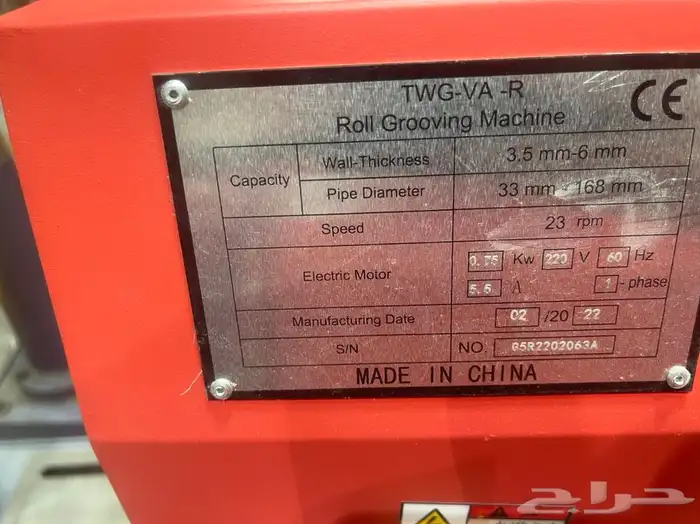 TWG-VA -R
CE
Roll Grooving Machine
Capacity
Wall-Thickness 3.5 mm-6 mm
Pipe Diameter 33 mm - 168 mm
Speed 23 rpm
Electric Motor 0.75 Kw 220 V 60 Hz
5.5 A 1 - phase
Manufacturing Date 02 /20 22
S/N NO. G5R2202063A
MADE IN CHINA
حراج